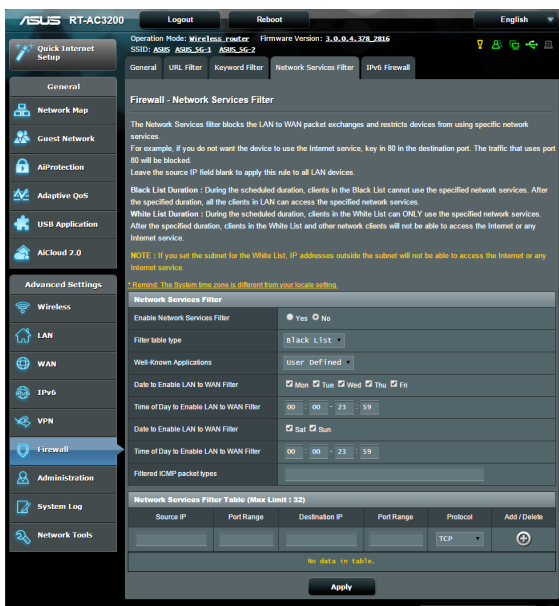 ASUS RT-AC3200
Logout
Reboot
English
Quick Internet Setup
Operation Mode: Wireless router Firmware Version: 3.0.0.4.378_2816
SSID: ASUS ASUS_5G-1 ASUS_5G-2
General
URL Filter
Keyword Filter
Network Services Filter
IPv6 Firewall
General
Network Map
Guest Network
AiProtection
Adaptive QoS
USB Application
AiCloud 2.0
Advanced Settings
Wireless
LAN
WAN
IPv6
VPN
Firewall
Administration
System Log
Network Tools
Firewall - Network Services Filter
The Network Services filter blocks the LAN to WAN packet exchanges and restricts devices from using specific network
services.
For example, if you do not want the device to use the Internet service, key in 80 in the destination port. The traffic that uses port
80 will be blocked.
Leave the source IP field blank to apply this rule to all LAN devices.
Black List Duration : During the scheduled duration, clients in the Black List cannot use the specified network services. After
the specified duration, all the clients in LAN can access the specified network services.
White List Duration : During the scheduled duration, clients in the White List can ONLY use the specified network services.
After the specified duration, clients in the White List and other network clients will not be able to access the Internet or any
Internet service.
NOTE : If you set the subnet for the White List, IP addresses outside the subnet will not be able to access the Internet or any
Internet service.
* Remind: The System time zone is different from your locale setting.
Network Services Filter
Enable Network Services Filter Yes No
Filter table type Black List
Well-Known Applications User Defined
Date to Enable LAN to WAN Filter Mon Tue Wed Thu Fri
Time of Day to Enable LAN to WAN Filter 00 : 00 - 23 : 59
Date to Enable LAN to WAN Filter Sat Sun
Time of Day to Enable LAN to WAN Filter 00 : 00 - 23 : 59
Filtered ICMP packet types
Network Services Filter Table (Max Limit : 32)
Source IP Port Range Destination IP Port Range Protocol Add / Delete
TCP
No data in table.
Apply